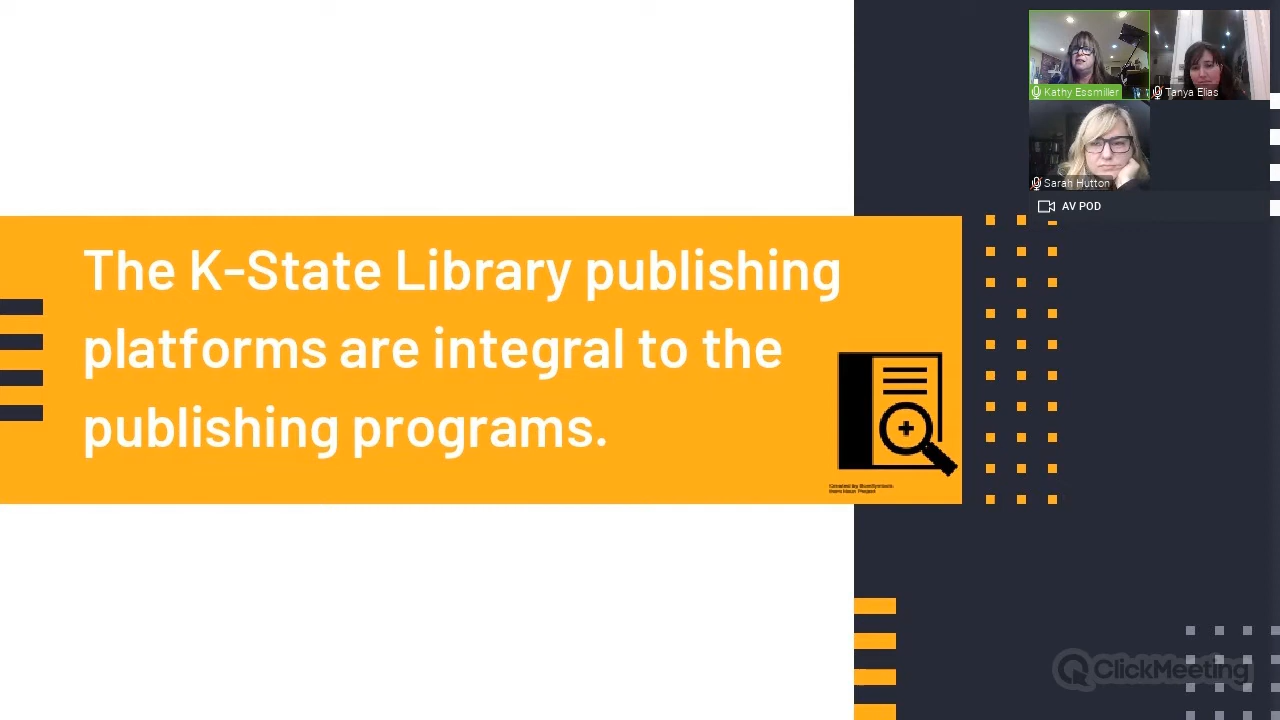 Kathy Essmiller
Tanya Elias
Sarah Hutton
AV POD
The K-State Library publishing
platforms are integral to the
publishing programs.
ClickMeeting